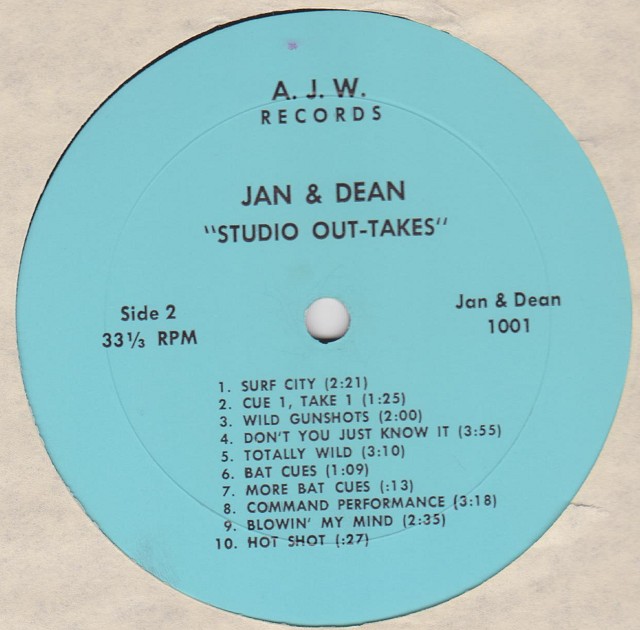 A. J. W.
RECORDS
JAN & DEAN
"STUDIO OUT-TAKES"
Side 2
33 1/3 RPM
Jan & Dean
1001
1. SURF CITY (2:21)
2. CUE 1, TAKE 1 (1:25)
3. WILD GUNSHOTS (2:00)
4. DON'T YOU JUST KNOW IT (3:55)
5. TOTALLY WILD (3:10)
6. BAT CUES (1:09)
7. MORE BAT CUES (:13)
8. COMMAND PERFORMANCE (3:18)
9. BLOWIN' MY MIND (2:35)
10. HOT SHOT (:27)